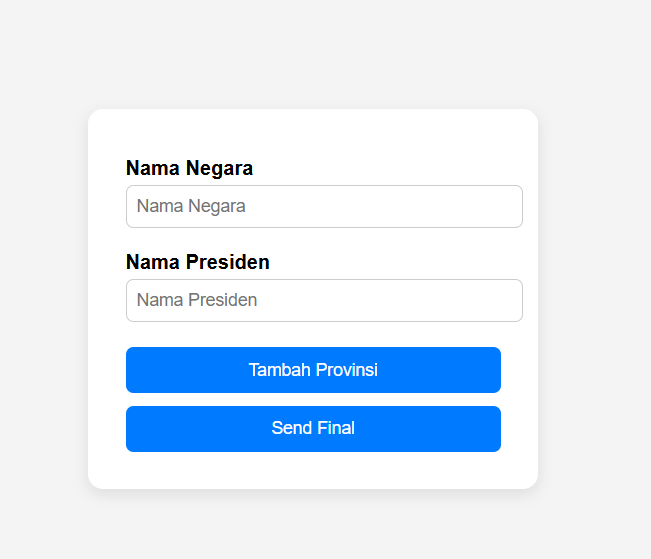 Nama Negara
Nama Negara
Nama Presiden
Nama Presiden
Tambah Provinsi
Send Final